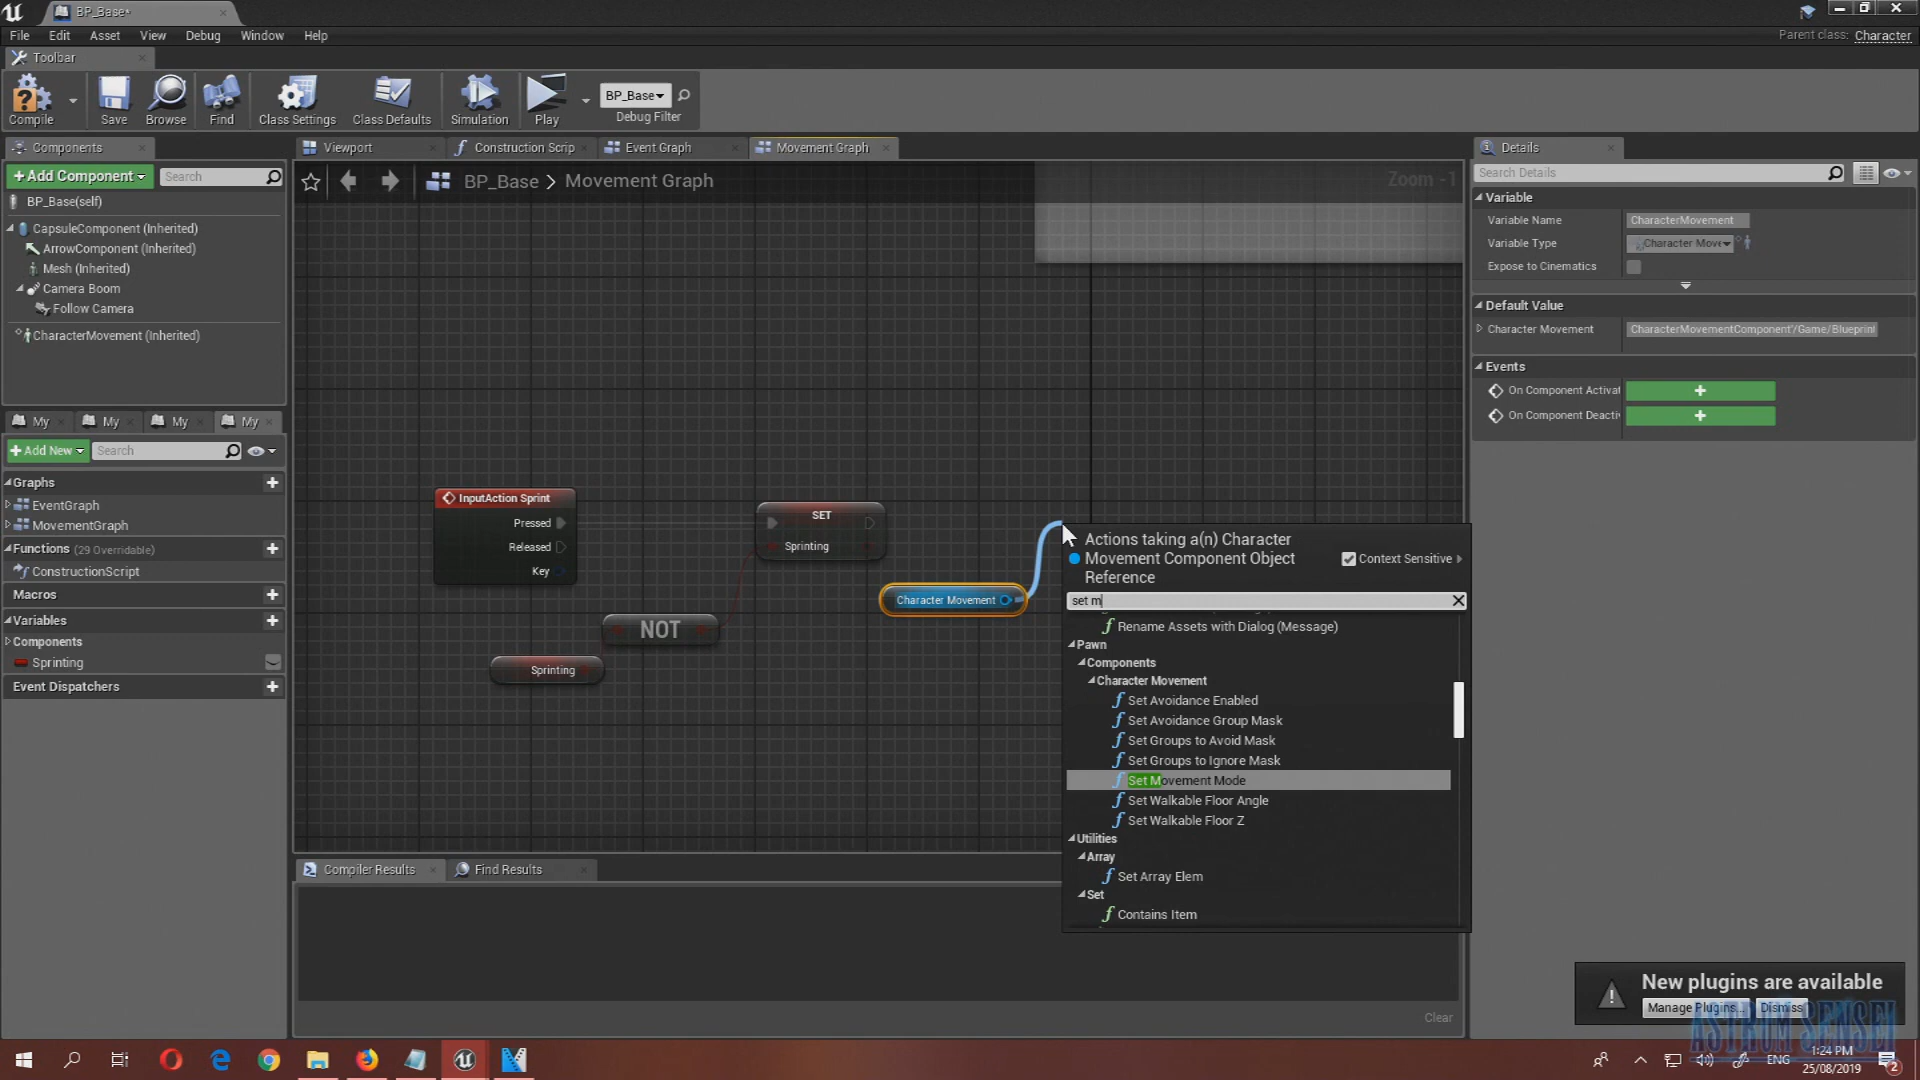 BP_Base*
File Edit Asset View Debug Window Help
Parent class: Character
Toolbar
Compile Save Browse Find Class Settings Class Defaults Simulation Play
BP_Base
Debug Filter
Components
Viewport Construction Scrip Event Graph Movement Graph
Details
+Add Component Search
BP_Base > Movement Graph
Zoom -1
Search Details
BP_Base(self)
Variable
CapsuleComponent (Inherited)
Variable Name CharacterMovement
ArrowComponent (Inherited)
Variable Type Character Move
Mesh (Inherited)
Expose to Cinematics
Camera Boom
Follow Camera
Default Value
CharacterMovement (Inherited)
Character Movement CharacterMovementComponent'/Game/Blueprint
Events
On Component Activat +
On Component Deactiv +
My My My My
+Add New Search
Graphs
EventGraph
MovementGraph
Functions (29 Overridable)
ConstructionScript
Macros
Variables
Components
Sprinting
Event Dispatchers
InputAction Sprint
Pressed
Released
Key
SET
Sprinting
Character Movement
NOT
Sprinting
Actions taking a(n) Character
Movement Component Object
Reference
Context Sensitive
set m
Rename Assets with Dialog (Message)
Pawn
Components
Character Movement
Set Avoidance Enabled
Set Avoidance Group Mask
Set Groups to Avoid Mask
Set Groups to Ignore Mask
Set Movement Mode
Set Walkable Floor Angle
Set Walkable Floor Z
Utilities
Array
Set Array Elem
Set
Contains Item
Compiler Results Find Results
Clear
New plugins are available
Manage Plugins... Dismiss
ASTRUM SENSEI
ENG
1:24 PM
25/08/2019
2